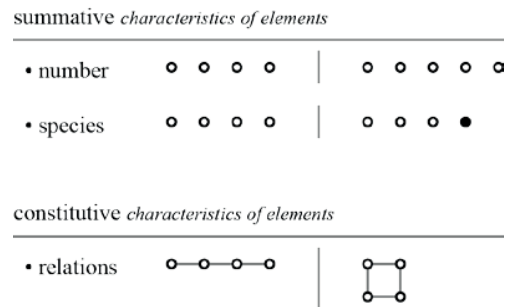 summative characteristics of elements
• number
• species
constitutive characteristics of elements
• relations